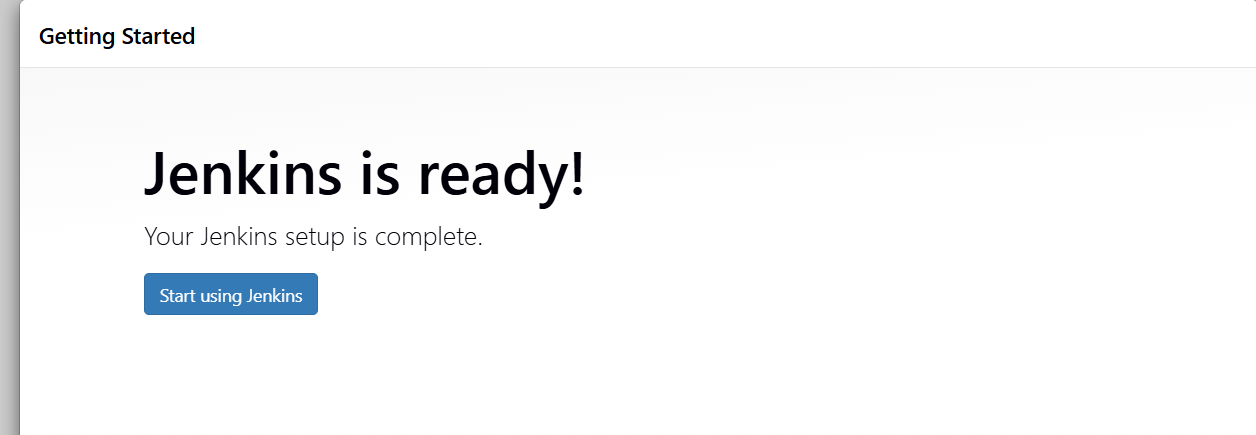 Getting Started
Jenkins is ready!
Your Jenkins setup is complete.
Start using Jenkins